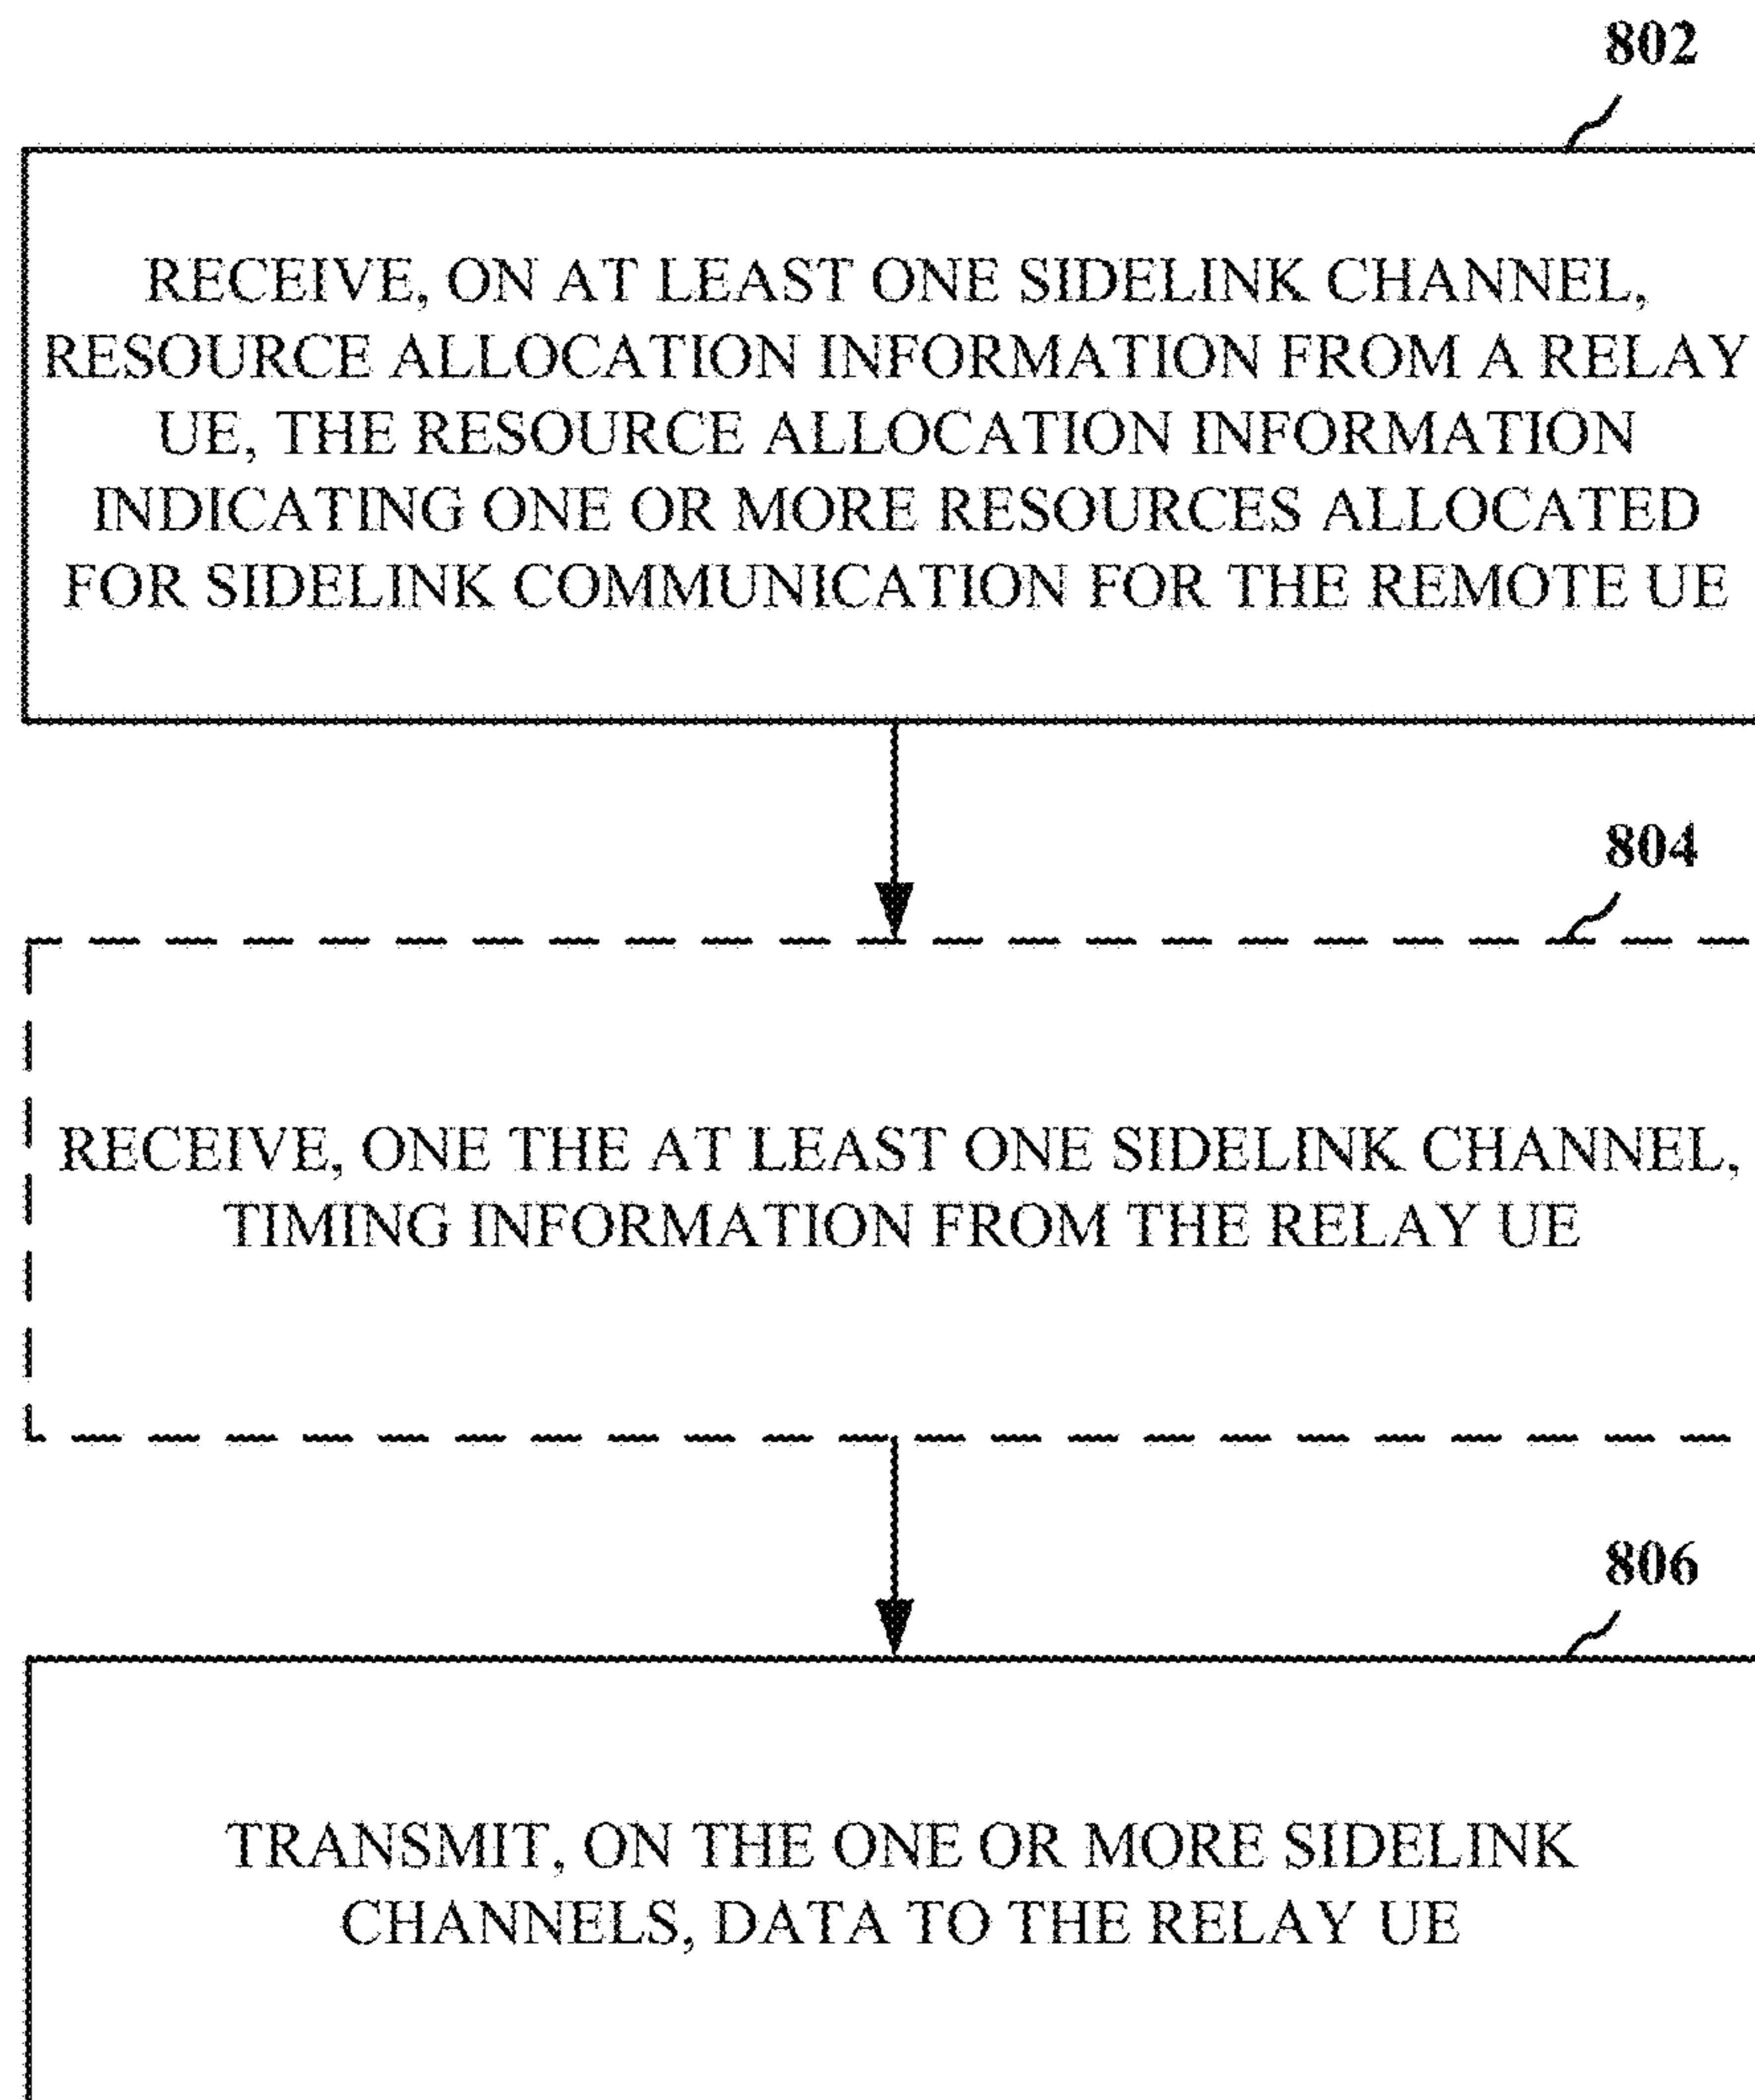 802
RECEIVE, ON AT LEAST ONE SIDELINK CHANNEL,
RESOURCE ALLOCATION INFORMATION FROM A RELAY
UE, THE RESOURCE ALLOCATION INFORMATION
INDICATING ONE OR MORE RESOURCES ALLOCATED
FOR SIDELINK COMMUNICATION FOR THE REMOTE UE
804
RECEIVE, ONE THE AT LEAST ONE SIDELINK CHANNEL,
TIMING INFORMATION FROM THE RELAY UE
806
TRANSMIT, ON THE ONE OR MORE SIDELINK
CHANNELS, DATA TO THE RELAY UE